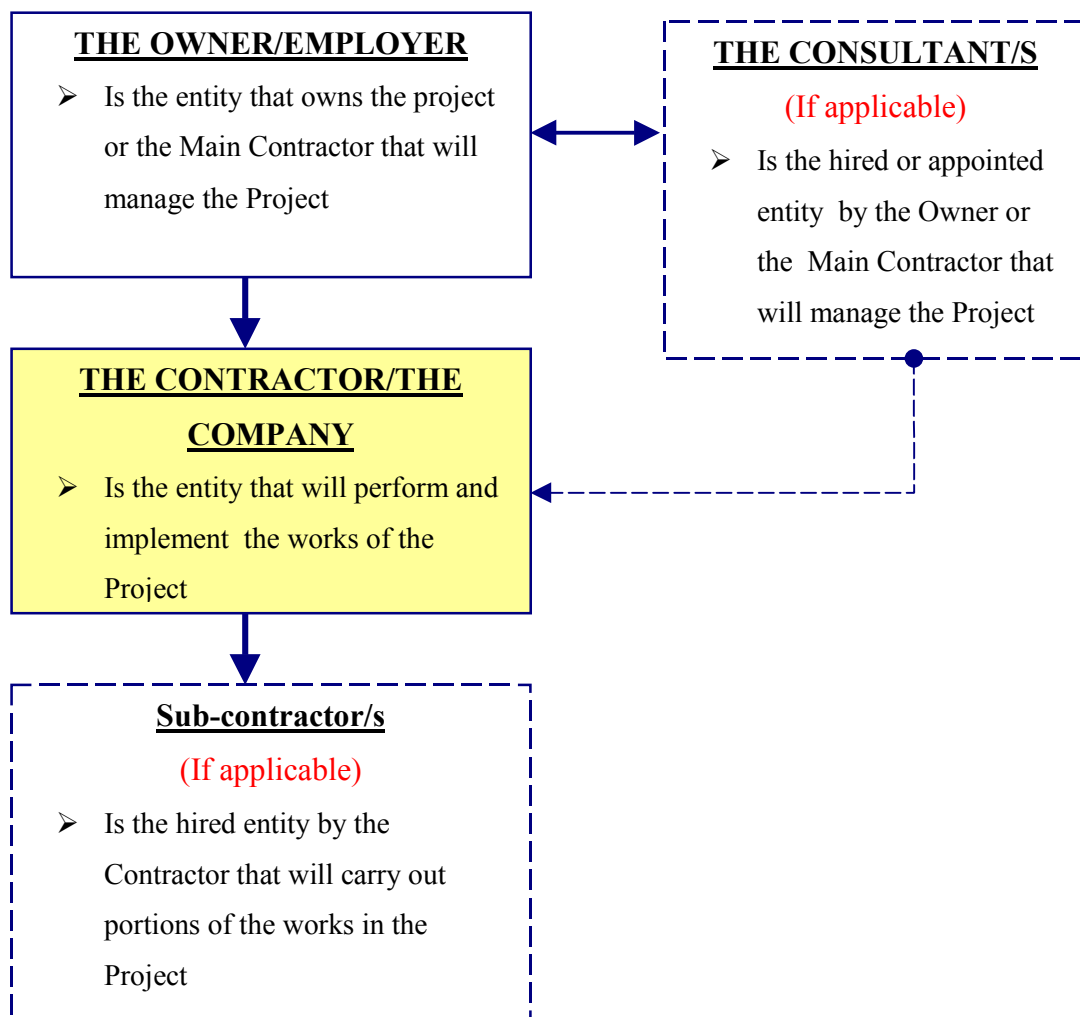 THE OWNER/EMPLOYER
➢ Is the entity that owns the project
or the Main Contractor that will
manage the Project
THE CONSULTANT/S
(If applicable)
➢ Is the hired or appointed
entity by the Owner or
the Main Contractor that
will manage the Project
THE CONTRACTOR/THE
COMPANY
➢ Is the entity that will perform and
implement the works of the
Project
Sub-contractor/s
(If applicable)
➢ Is the hired entity by the
Contractor that will carry out
portions of the works in the
Project